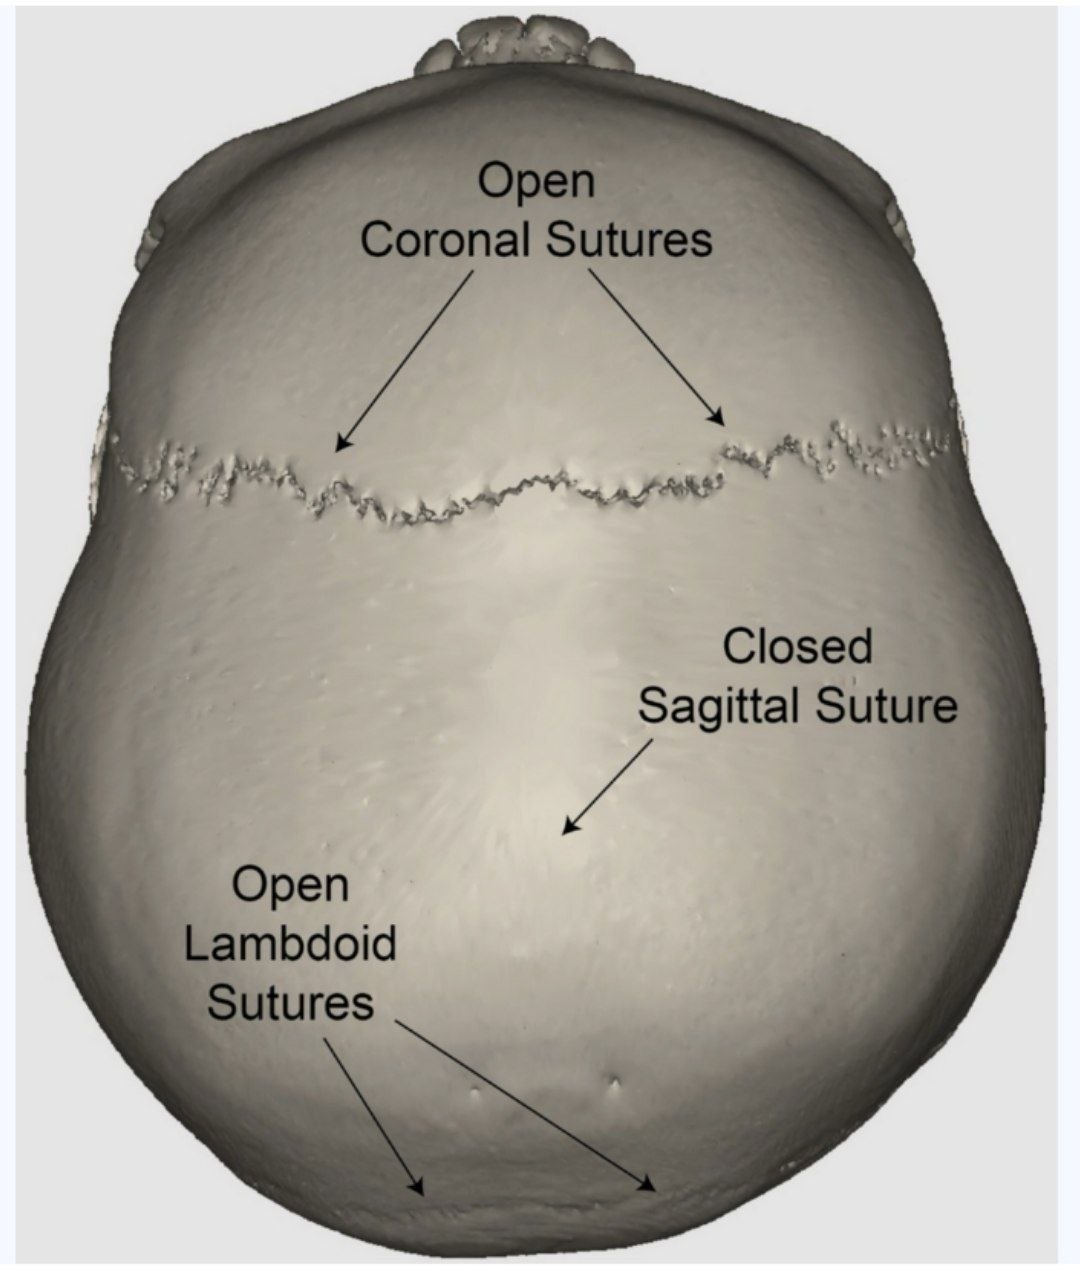 Open
Coronal Sutures
Closed
Sagittal Suture
Open
Lambdoid
Sutures